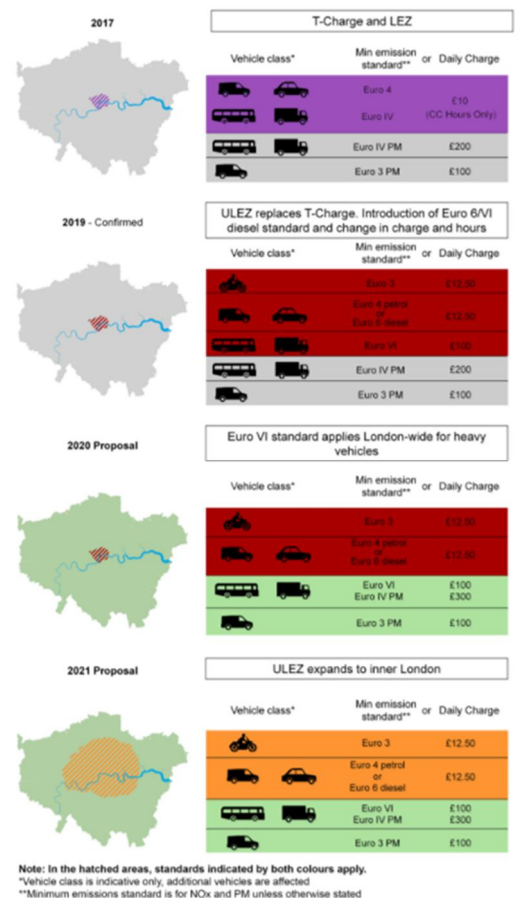 2017
T-Charge and LEZ
Vehicle class*
Min emission
standard**
or Daily Charge
Euro 4
Euro IV
£10
(CC Hours Only)
Euro IV PM £200
Euro 3 PM £100
2019 - Confirmed
ULEZ replaces T-Charge. Introduction of Euro 6/VI
diesel standard and change in charge and hours
Vehicle class*
Min emission
standard**
or Daily Charge
Euro 3 £12.50
Euro 4 petrol
or
Euro 6 diesel
£12.50
Euro VI £100
Euro IV PM £200
Euro 3 PM £100
2020 Proposal
Euro VI standard applies London-wide for heavy
vehicles
Vehicle class*
Min emission
standard**
or Daily Charge
Euro 3 £12.50
Euro 4 petrol
or
Euro 6 diesel
£12.50
Euro VI £100
Euro IV PM £300
Euro 3 PM £100
2021 Proposal
ULEZ expands to inner London
Vehicle class*
Min emission
standard**
or Daily Charge
Euro 3 £12.50
Euro 4 petrol
or
Euro 6 diesel
£12.50
Euro VI £100
Euro IV PM £300
Euro 3 PM £100
Note: In the hatched areas, standards indicated by both colours apply.
*Vehicle class is indicative only, additional vehicles are affected
**Minimum emissions standard is for NOx and PM unless otherwise stated